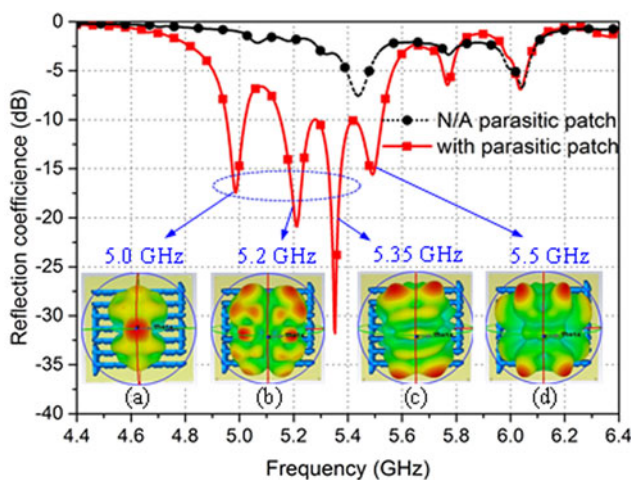 0
-5
-10
-15
-20
-25
-30
-35
-40
Reflection coefficience (dB)
N/A parasitic patch
with parasitic patch
5.0 GHz
5.2 GHz
5.35 GHz
5.5 GHz
(a)
(b)
(c)
(d)
4.4 4.6 4.8 5.0 5.2 5.4 5.6 5.8 6.0 6.2 6.4
Frequency (GHz)